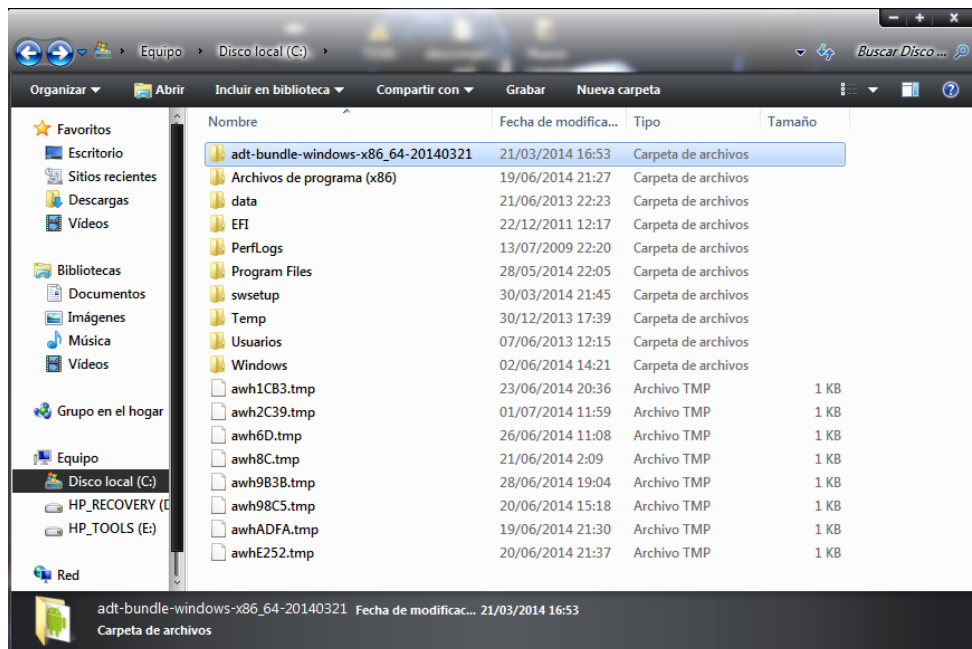 Equipo Disco local (C:) Buscar Disco ...
Organizar Abrir Incluir en biblioteca Compartir con Grabar Nueva carpeta
Favoritos
Escritorio
Sitios recientes
Descargas
Vídeos
Bibliotecas
Documentos
Imágenes
Música
Vídeos
Grupo en el hogar
Equipo
Disco local (C:)
HP_RECOVERY (D
HP_TOOLS (E:)
Red
Nombre Fecha de modifica... Tipo Tamaño
adt-bundle-windows-x86_64-20140321 21/03/2014 16:53 Carpeta de archivos
Archivos de programa (x86) 19/06/2014 21:27 Carpeta de archivos
data 21/06/2013 22:23 Carpeta de archivos
EFI 22/12/2011 12:17 Carpeta de archivos
PerfLogs 13/07/2009 22:20 Carpeta de archivos
Program Files 28/05/2014 22:05 Carpeta de archivos
swsetup 30/03/2014 21:45 Carpeta de archivos
Temp 30/12/2013 17:39 Carpeta de archivos
Usuarios 07/06/2013 12:15 Carpeta de archivos
Windows 02/06/2014 14:21 Carpeta de archivos
awh1CB3.tmp 23/06/2014 20:36 Archivo TMP 1 KB
awh2C39.tmp 01/07/2014 11:59 Archivo TMP 1 KB
awh6D.tmp 26/06/2014 11:08 Archivo TMP 1 KB
awh8C.tmp 21/06/2014 2:09 Archivo TMP 1 KB
awh9B3B.tmp 28/06/2014 19:04 Archivo TMP 1 KB
awh98C5.tmp 20/06/2014 15:18 Archivo TMP 1 KB
awhADFA.tmp 19/06/2014 21:30 Archivo TMP 1 KB
awhE252.tmp 20/06/2014 21:37 Archivo TMP 1 KB
adt-bundle-windows-x86_64-20140321 Fecha de modificac... 21/03/2014 16:53
Carpeta de archivos